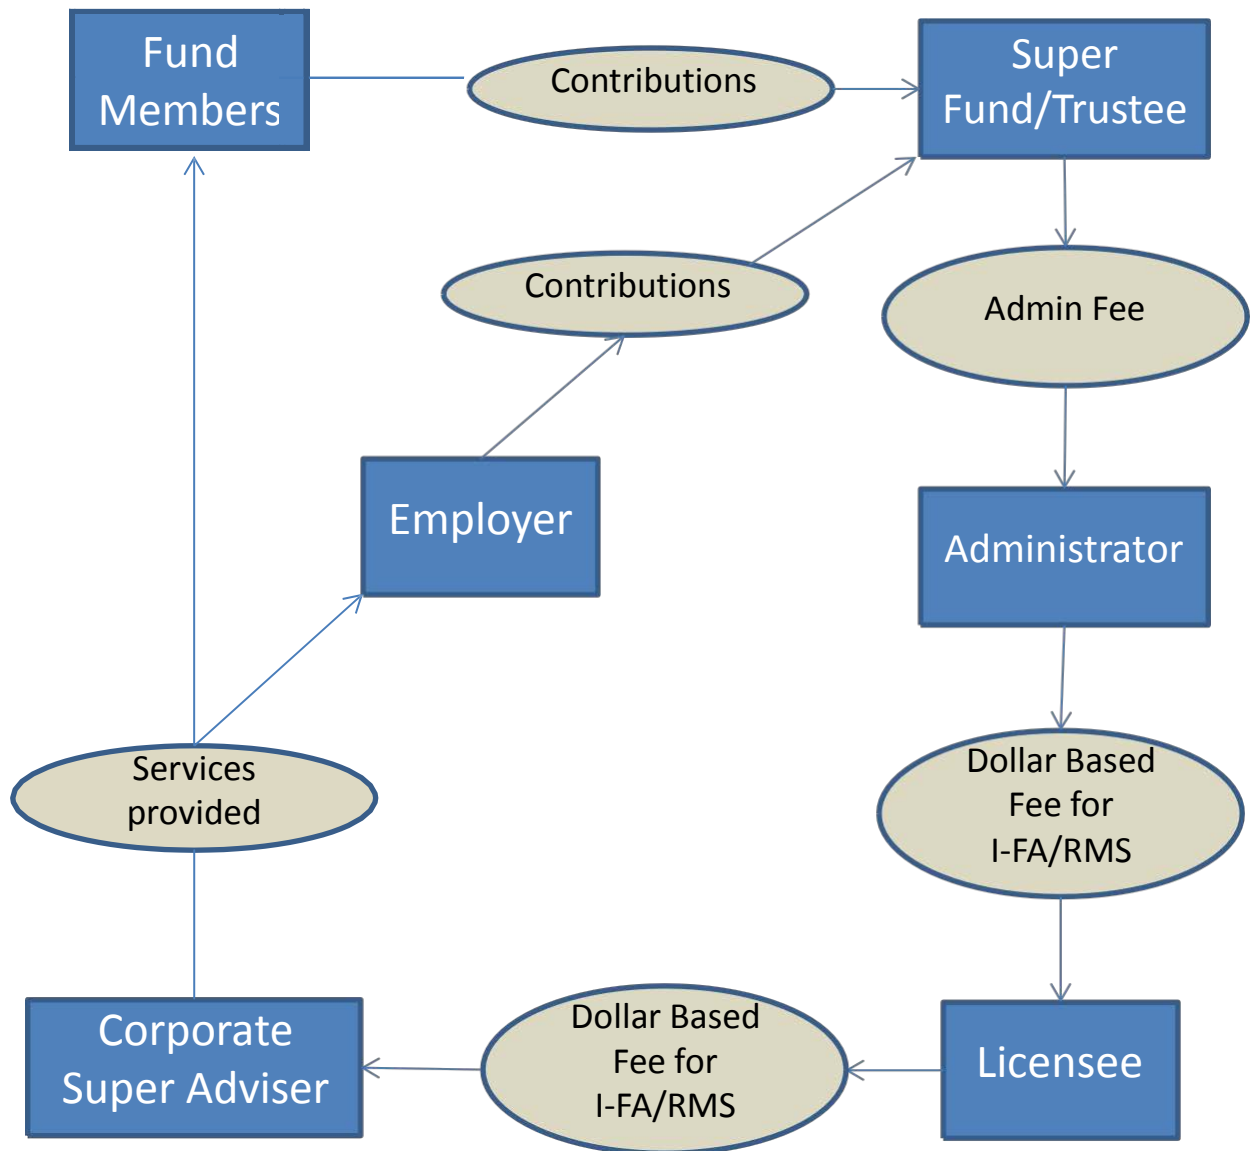 Fund
Members
Contributions
Super
Fund/Trustee
Contributions
Admin Fee
Employer
Administrator
Services
provided
Dollar Based
Fee for
I-FA/RMS
Corporate
Super Adviser
Dollar Based
Fee for
I-FA/RMS
Licensee